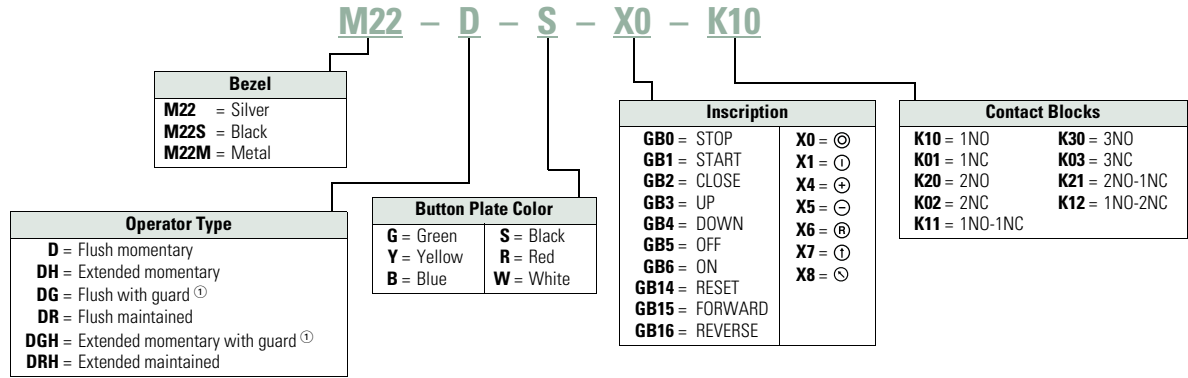 M22 – D – S – X0 – K10
Bezel
M22 = Silver
M22S = Black
M22M = Metal
Operator Type
D = Flush momentary
DH = Extended momentary
DG = Flush with guard ①
DR = Flush maintained
DGH = Extended momentary with guard ①
DRH = Extended maintained
Button Plate Color
G = Green
Y = Yellow
B = Blue
S = Black
R = Red
W = White
Inscription
GB0 = STOP
GB1 = START
GB2 = CLOSE
GB3 = UP
GB4 = DOWN
GB5 = OFF
GB6 = ON
GB14 = RESET
GB15 = FORWARD
GB16 = REVERSE
X0 = ◎
X1 = ⏼
X4 = ⊕
X5 = ⊖
X6 = Ⓡ
X7 = ⓘ
X8 = ⦸
Contact Blocks
K10 = 1NO
K01 = 1NC
K20 = 2NO
K02 = 2NC
K11 = 1NO-1NC
K30 = 3NO
K03 = 3NC
K21 = 2NO-1NC
K12 = 1NO-2NC